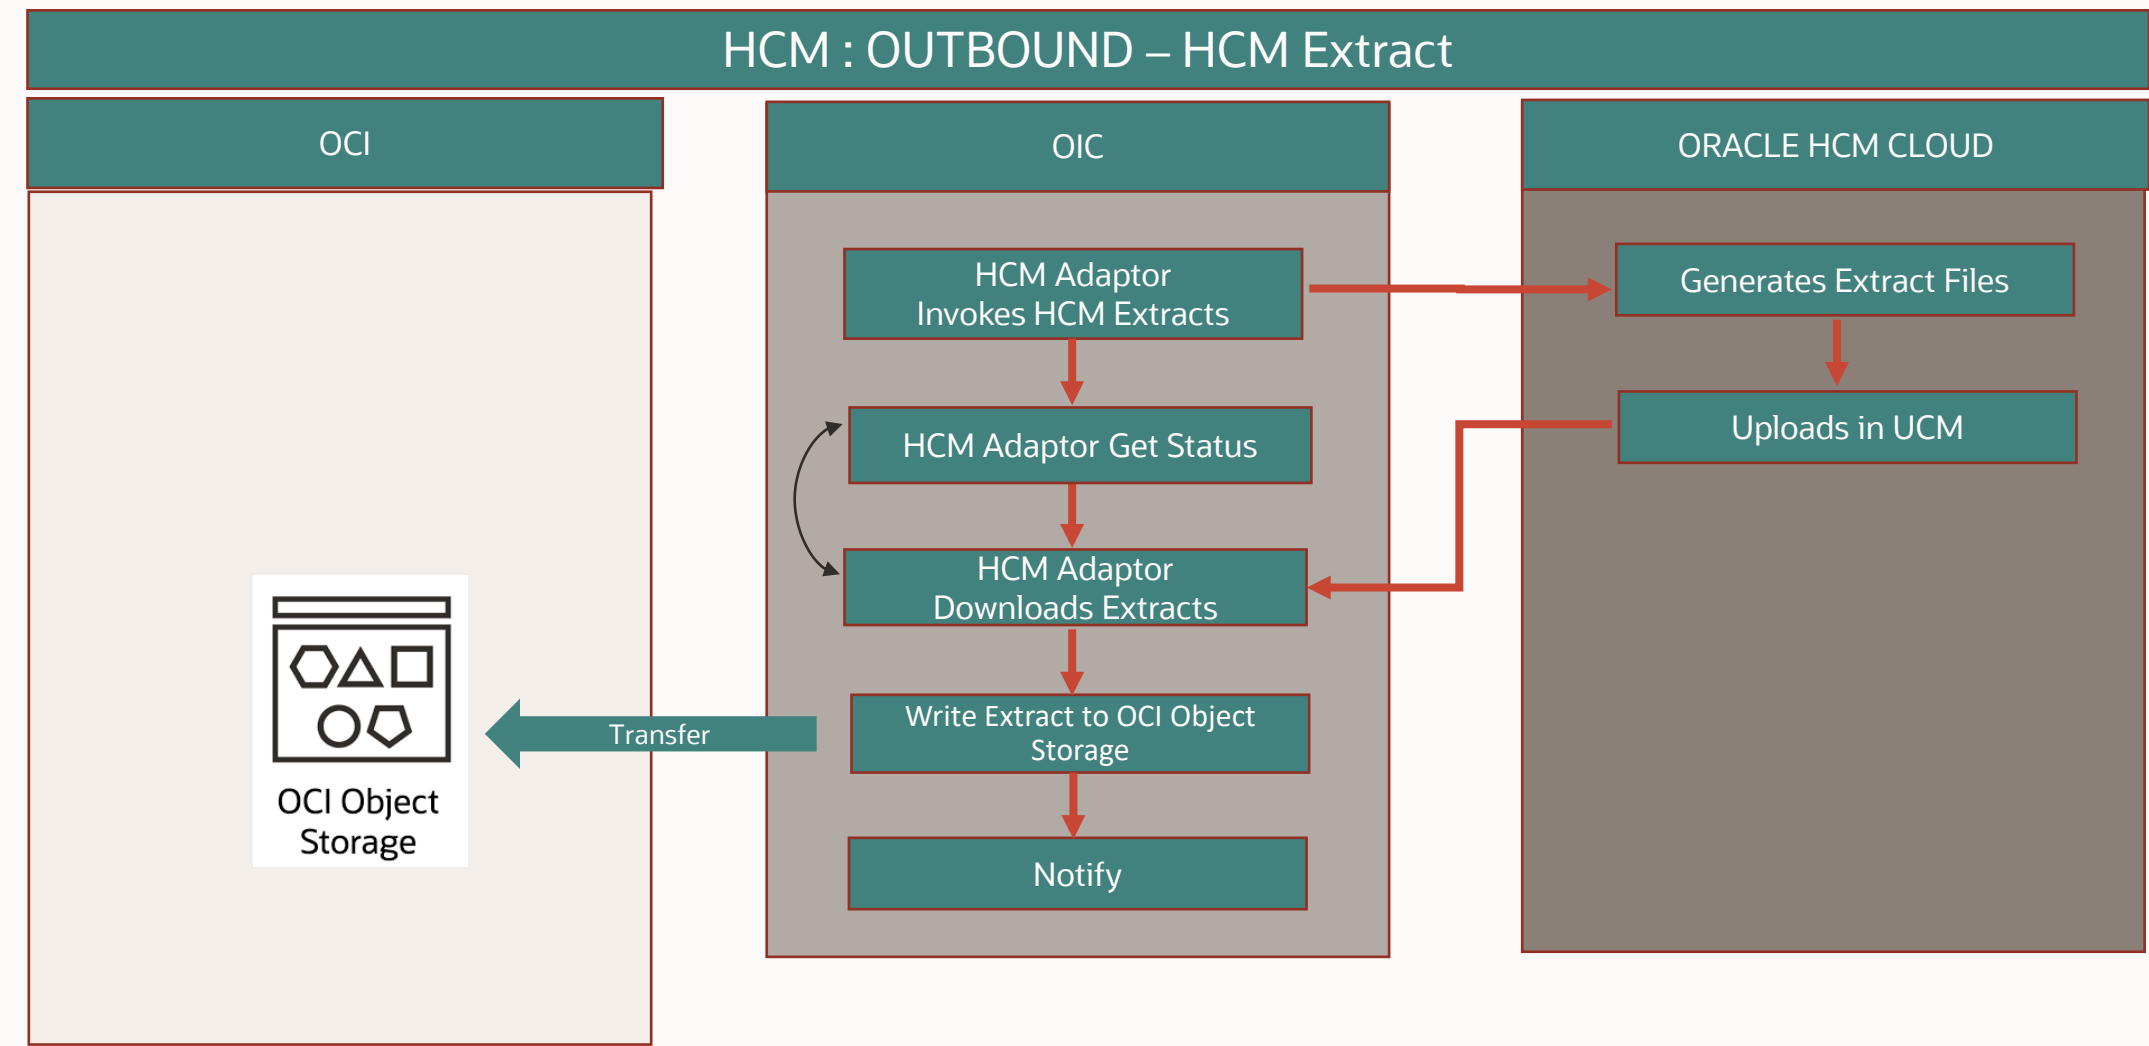 HCM : OUTBOUND – HCM Extract
OCI
OIC
ORACLE HCM CLOUD
HCM Adaptor
Invokes HCM Extracts
Generates Extract Files
HCM Adaptor Get Status
Uploads in UCM
HCM Adaptor
Downloads Extracts
Write Extract to OCI Object
Storage
Transfer
OCI Object
Storage
Notify